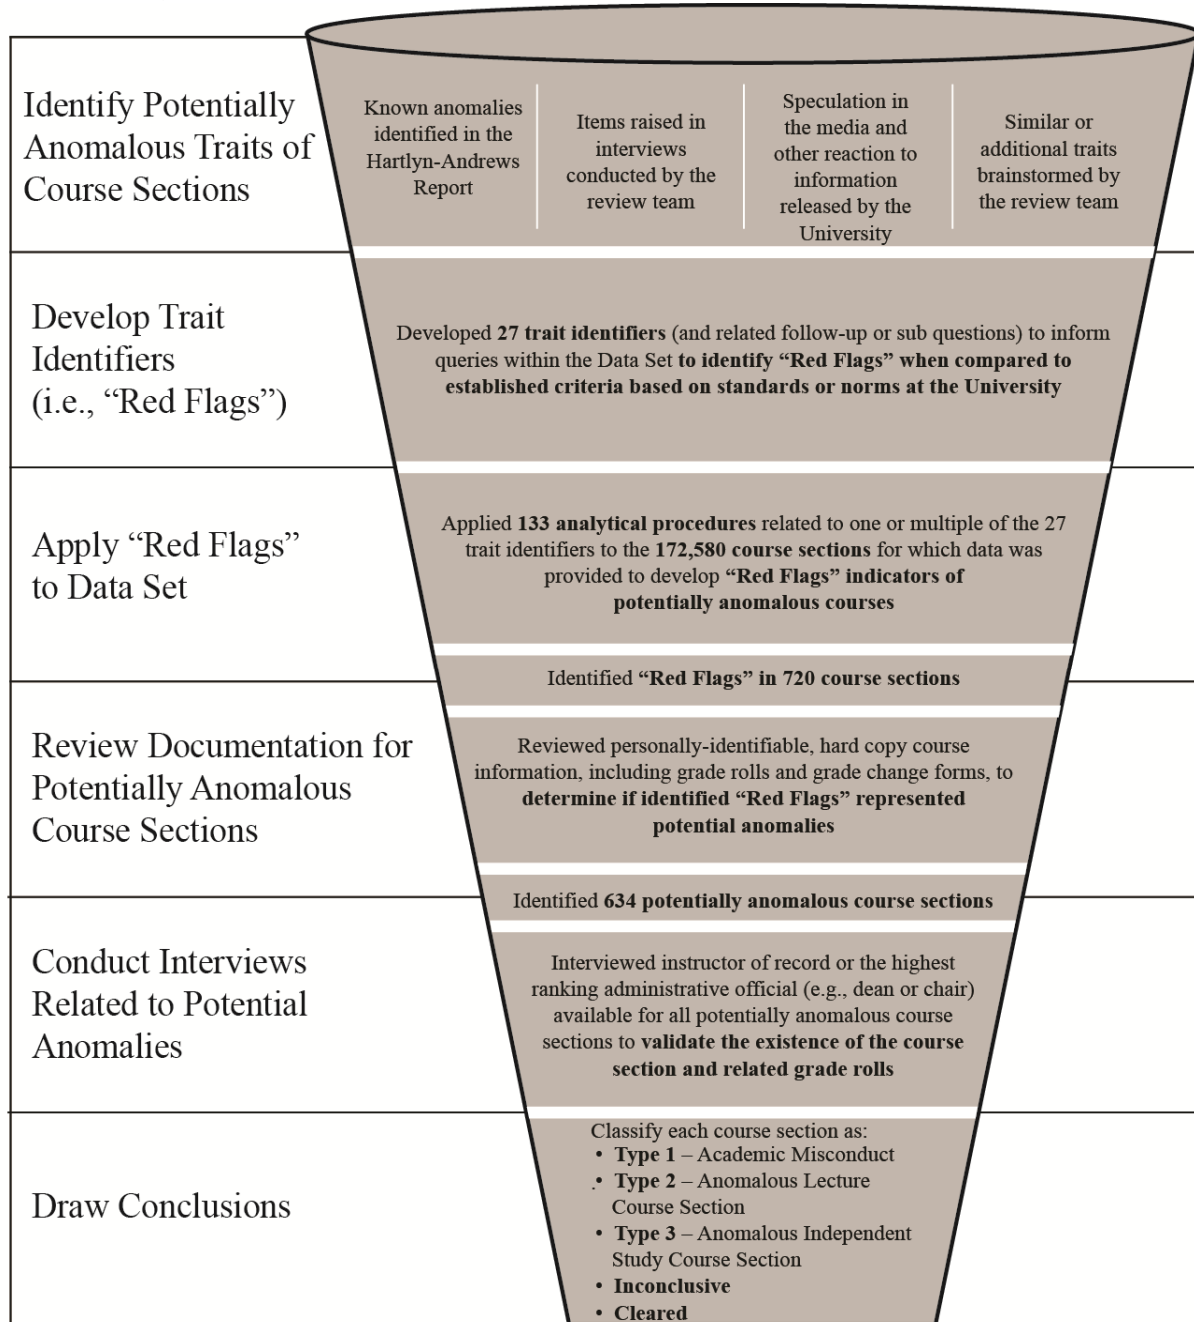 Identify Potentially
Anomalous Traits of
Course Sections
Known anomalies
identified in the
Hartlyn-Andrews
Report
Items raised in
interviews
conducted by the
review team
Speculation in
the media and
other reaction to
information
released by the
University
Similar or
additional traits
brainstormed by
the review team
Develop Trait
Identifiers
(i.e., “Red Flags”)
Developed 27 trait identifiers (and related follow-up or sub questions) to inform
queries within the Data Set to identify “Red Flags” when compared to
established criteria based on standards or norms at the University
Apply “Red Flags”
to Data Set
Applied 133 analytical procedures related to one or multiple of the 27
trait identifiers to the 172,580 course sections for which data was
provided to develop “Red Flags” indicators of
potentially anomalous courses
Identified “Red Flags” in 720 course sections
Review Documentation for
Potentially Anomalous
Course Sections
Reviewed personally-identifiable, hard copy course
information, including grade rolls and grade change forms, to
determine if identified “Red Flags” represented
potential anomalies
Identified 634 potentially anomalous course sections
Conduct Interviews
Related to Potential
Anomalies
Interviewed instructor of record or the highest
ranking administrative official (e.g., dean or chair)
available for all potentially anomalous course
sections to validate the existence of the course
section and related grade rolls
Draw Conclusions
Classify each course section as:
• Type 1 – Academic Misconduct
• Type 2 – Anomalous Lecture
Course Section
• Type 3 – Anomalous Independent
Study Course Section
• Inconclusive
• Cleared